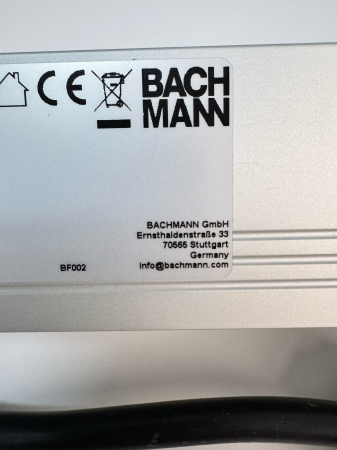 CE
BACH
MANN
BACHMANN GmbH
Ernsthaldenstraße 33
70565 Stuttgart
Germany
BF002
info@bachmann.com